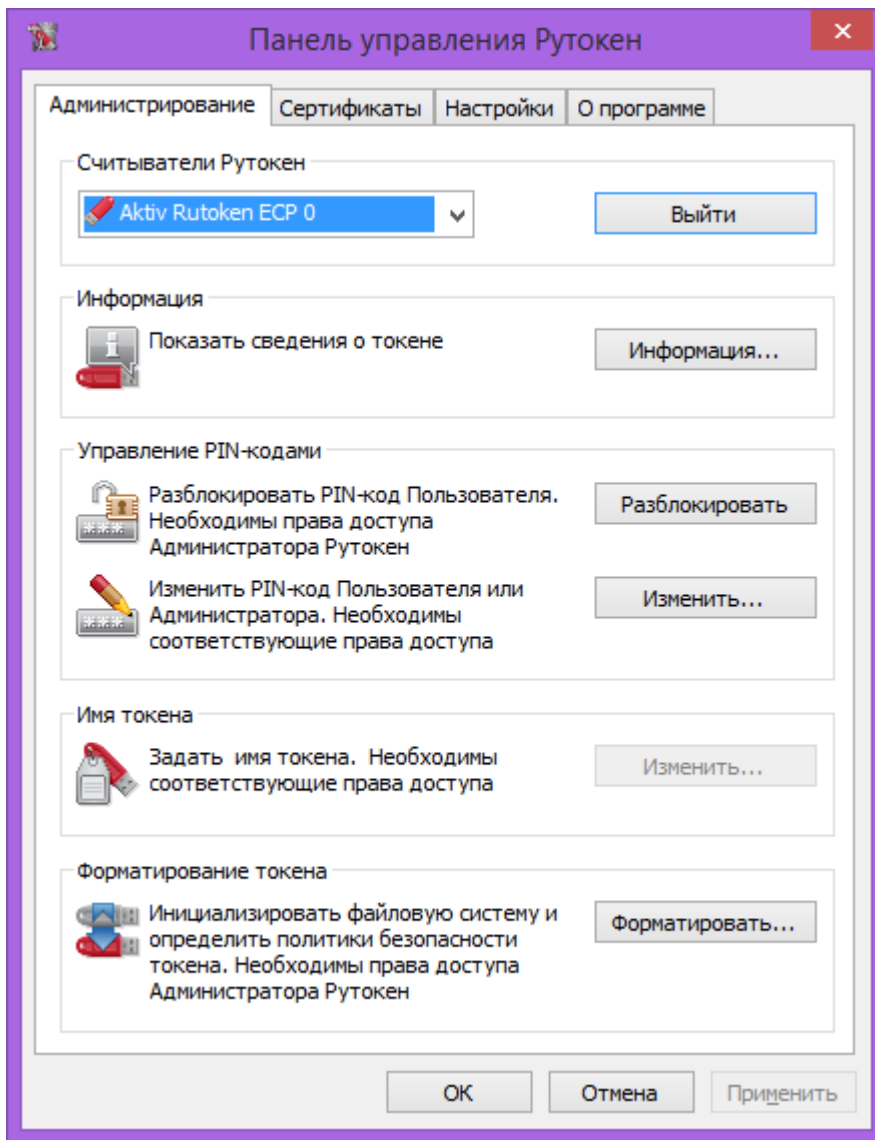 Панель управления Рутокен
Администрирование Сертификаты Настройки О программе
Считыватели Рутокен
Aktiv Rutoken ECP 0 Выйти
Информация
Показать сведения о токене Информация...
Управление PIN-кодами
Разблокировать PIN-код Пользователя. Разблокировать
Необходимы права доступа
Администратора Рутокен
Изменить PIN-код Пользователя или Изменить...
Администратора. Необходимы
соответствующие права доступа
Имя токена
Задать имя токена. Необходимы Изменить...
соответствующие права доступа
Форматирование токена
Инициализировать файловую систему и Форматировать...
определить политики безопасности
токена. Необходимы права доступа
Администратора Рутокен
ОК Отмена Применить